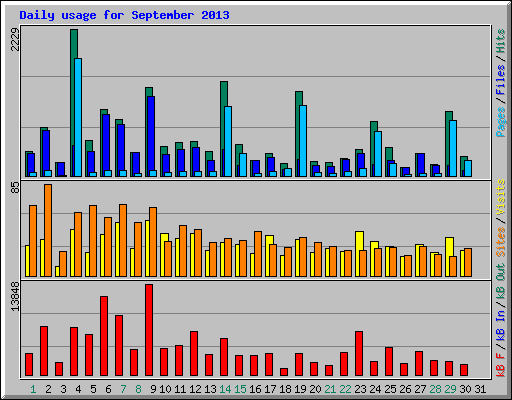 Daily usage for September 2013
2229
Pages / Files / Hits
85
Sites / Visits
13848
kB F / kB In / kB Out
1 2 3 4 5 6 7 8 9 10 11 12 13 14 15 16 17 18 19 20 21 22 23 24 25 26 27 28 29 30 31